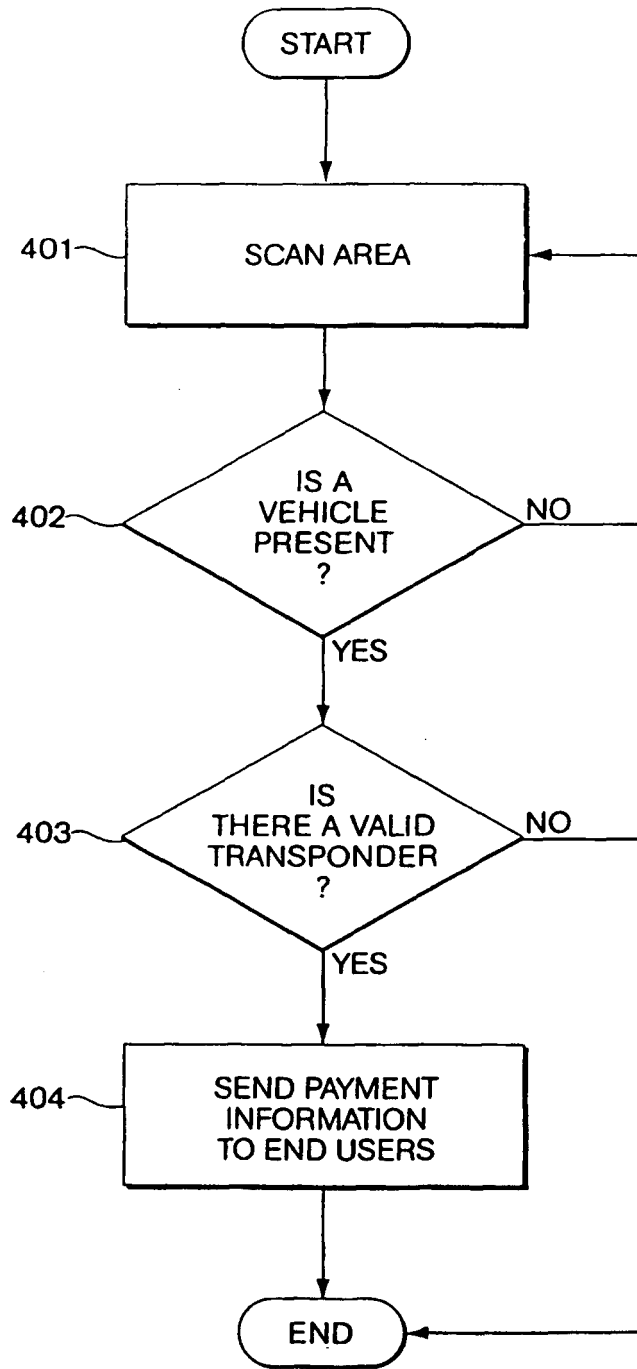 START
401
SCAN AREA
402
IS A
VEHICLE
PRESENT
?
NO
YES
403
IS
THERE A VALID
TRANSPONDER
?
NO
YES
404
SEND PAYMENT
INFORMATION
TO END USERS
END